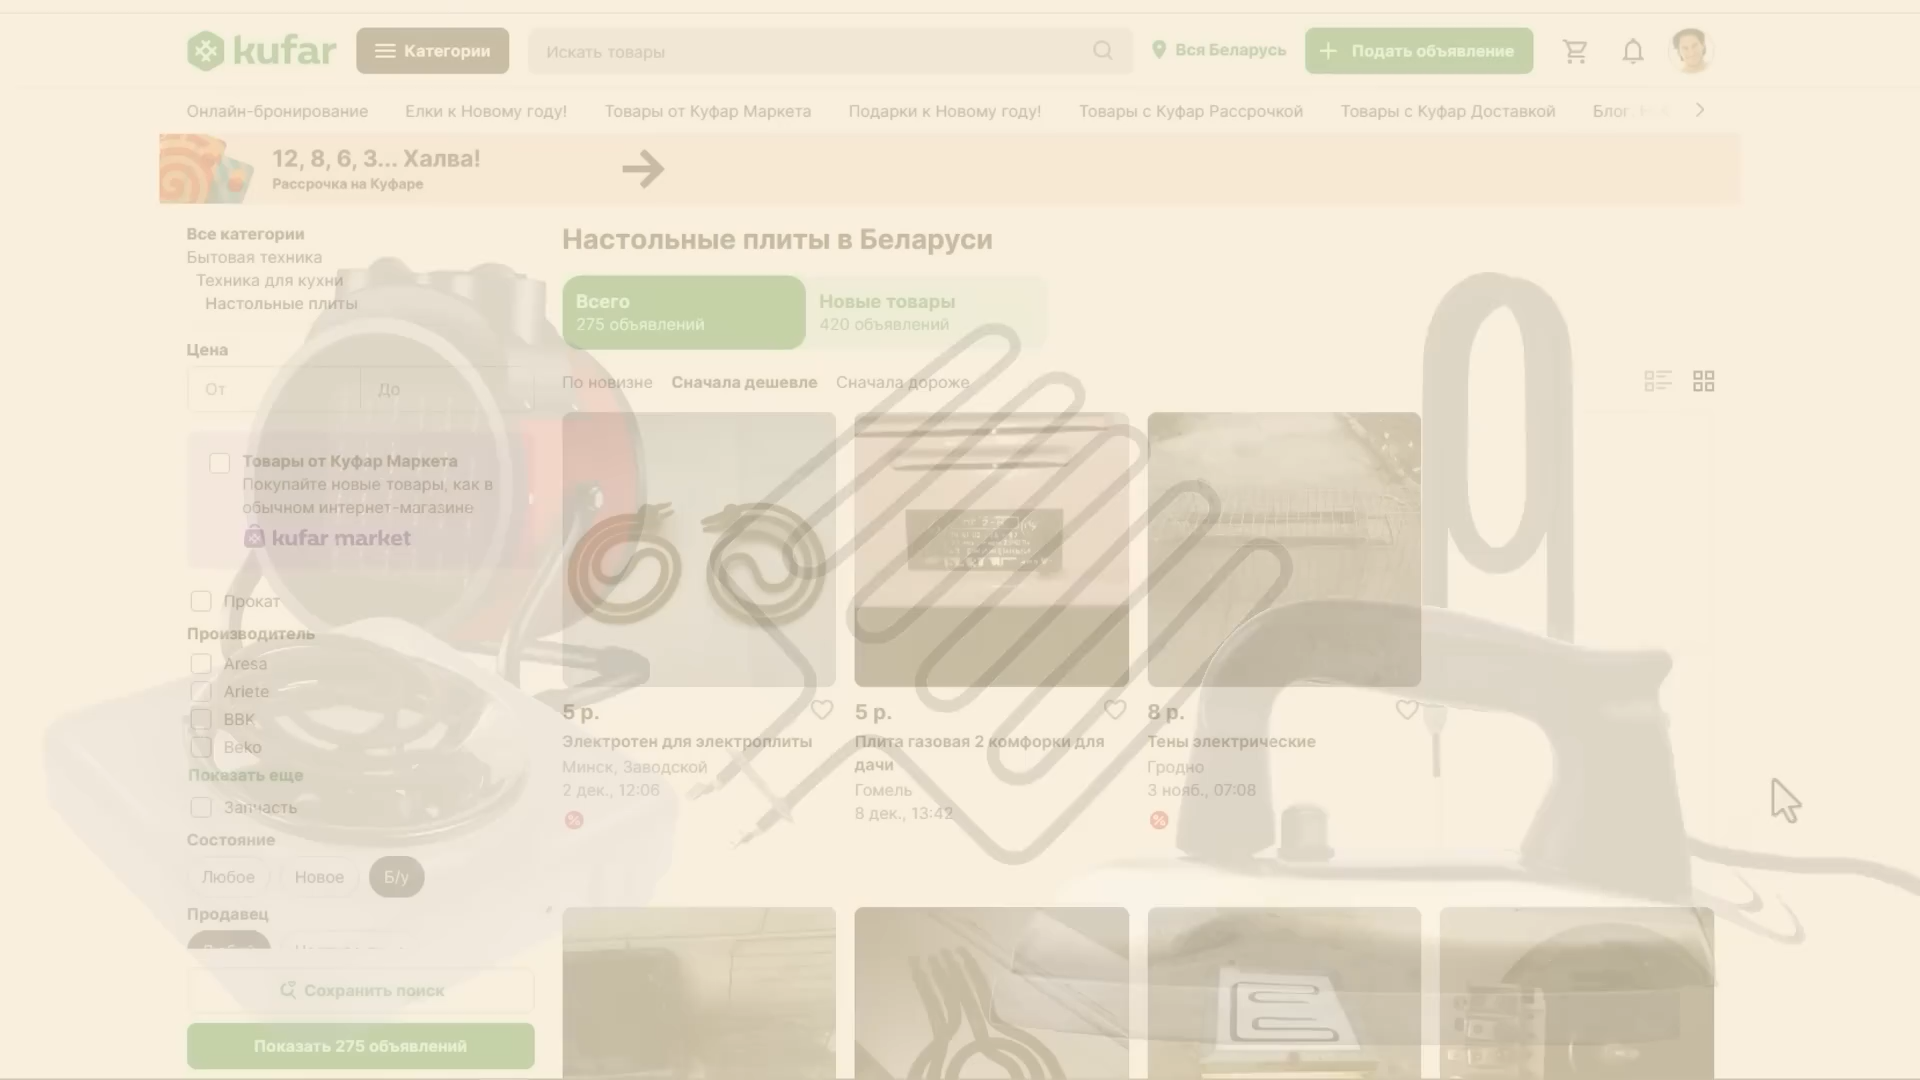 kufar
Категории
Искать товары
Вся Беларусь
Подать объявление
Онлайн-бронирование
Елки к Новому году!
Товары от Куфар Маркета
Подарки к Новому году!
Товары с Куфар Рассрочкой
Товары с Куфар Доставкой
Блог.
12, 8, 6, 3... Халва!
Рассрочка на Куфаре
Все категории
Бытовая техника
Техника для кухни
Настольные плиты
Цена
От
До
Товары от Куфар Маркета
Покупайте новые товары, как в
обычном интернет-магазине
kufar market
Прокат
Производитель
Aresa
Ariete
BBK
Beko
Показать еще
Запчасть
Состояние
Любое
Новое
Б/у
Продавец
Сохранить поиск
Показать 275 объявлений
Настольные плиты в Беларуси
Всего
275 объявлений
Новые товары
420 объявлений
По новизне
Сначала дешевле
Сначала дороже
5 р.
Электротен для электроплиты
Минск, Заводской
2 дек., 12:06
5 р.
Плита газовая 2 комфорки для
дачи
Гомель
8 дек., 13:42
8 р.
Тены электрические
Гродно
3 нояб., 07:08